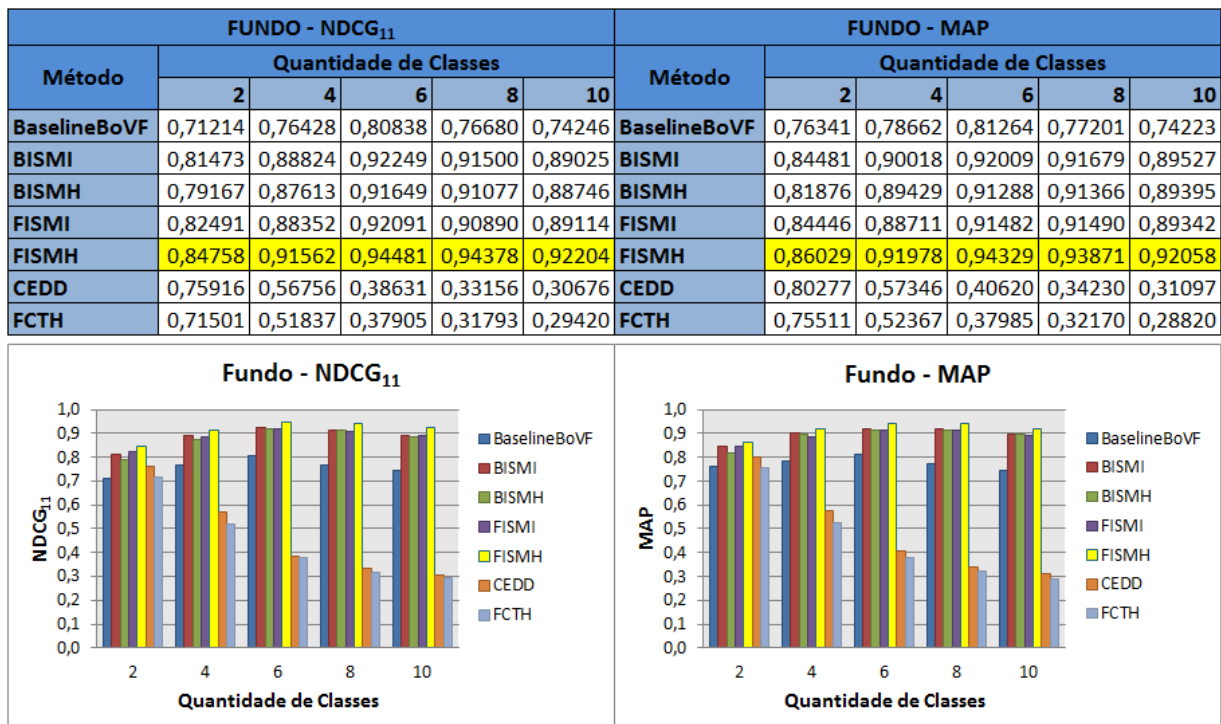 FUNDO - NDCG11 FUNDO - MAP
Método Quantidade de Classes Método Quantidade de Classes
2 4 6 8 10 2 4 6 8 10
BaselineBoVF 0,71214 0,76428 0,80838 0,76680 0,74246 BaselineBoVF 0,76341 0,78662 0,81264 0,77201 0,74223
BISMI 0,81473 0,88824 0,92249 0,91500 0,89025 BISMI 0,84481 0,90018 0,92009 0,91679 0,89527
BISMH 0,79167 0,87613 0,91649 0,91077 0,88746 BISMH 0,81876 0,89429 0,91288 0,91366 0,89395
FISMI 0,82491 0,88352 0,92091 0,90890 0,89114 FISMI 0,84446 0,88711 0,91482 0,91490 0,89342
FISMH 0,84758 0,91562 0,94481 0,94378 0,92204 FISMH 0,86029 0,91978 0,94329 0,93871 0,92058
CEDD 0,75916 0,56756 0,38631 0,33156 0,30676 CEDD 0,80277 0,57346 0,40620 0,34230 0,31097
FCTH 0,71501 0,51837 0,37905 0,31793 0,29420 FCTH 0,75511 0,52367 0,37985 0,32170 0,28820
Fundo - NDCG11
NDCG11
1,0
0,9
0,8
0,7
0,6
0,5
0,4
0,3
0,2
0,1
0,0
2 4 6 8 10
Quantidade de Classes
BaselineBoVF
BISMI
BISMH
FISMI
FISMH
CEDD
FCTH
Fundo - MAP
MAP
1,0
0,9
0,8
0,7
0,6
0,5
0,4
0,3
0,2
0,1
0,0
2 4 6 8 10
Quantidade de Classes
BaselineBoVF
BISMI
BISMH
FISMI
FISMH
CEDD
FCTH